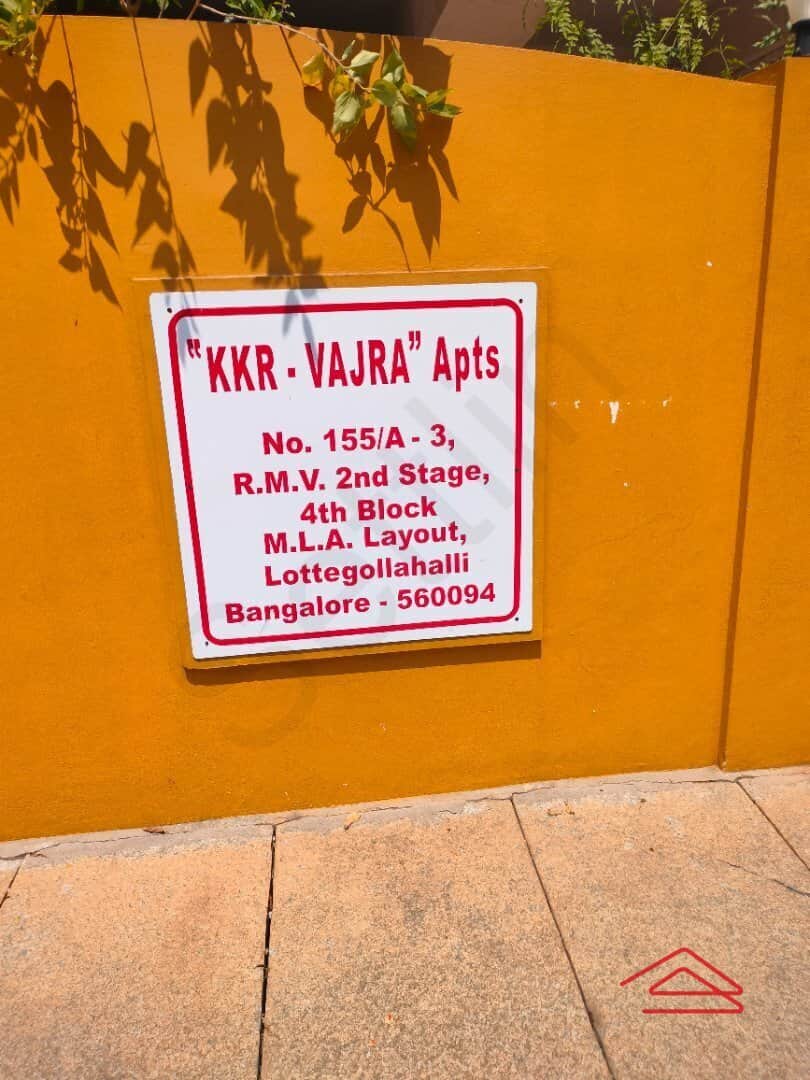 "KKR - VAJRA" Apts
No. 155/A - 3,
R.M.V. 2nd Stage,
4th Block
M.L.A. Layout,
Lottegollahalli
Bangalore - 560094